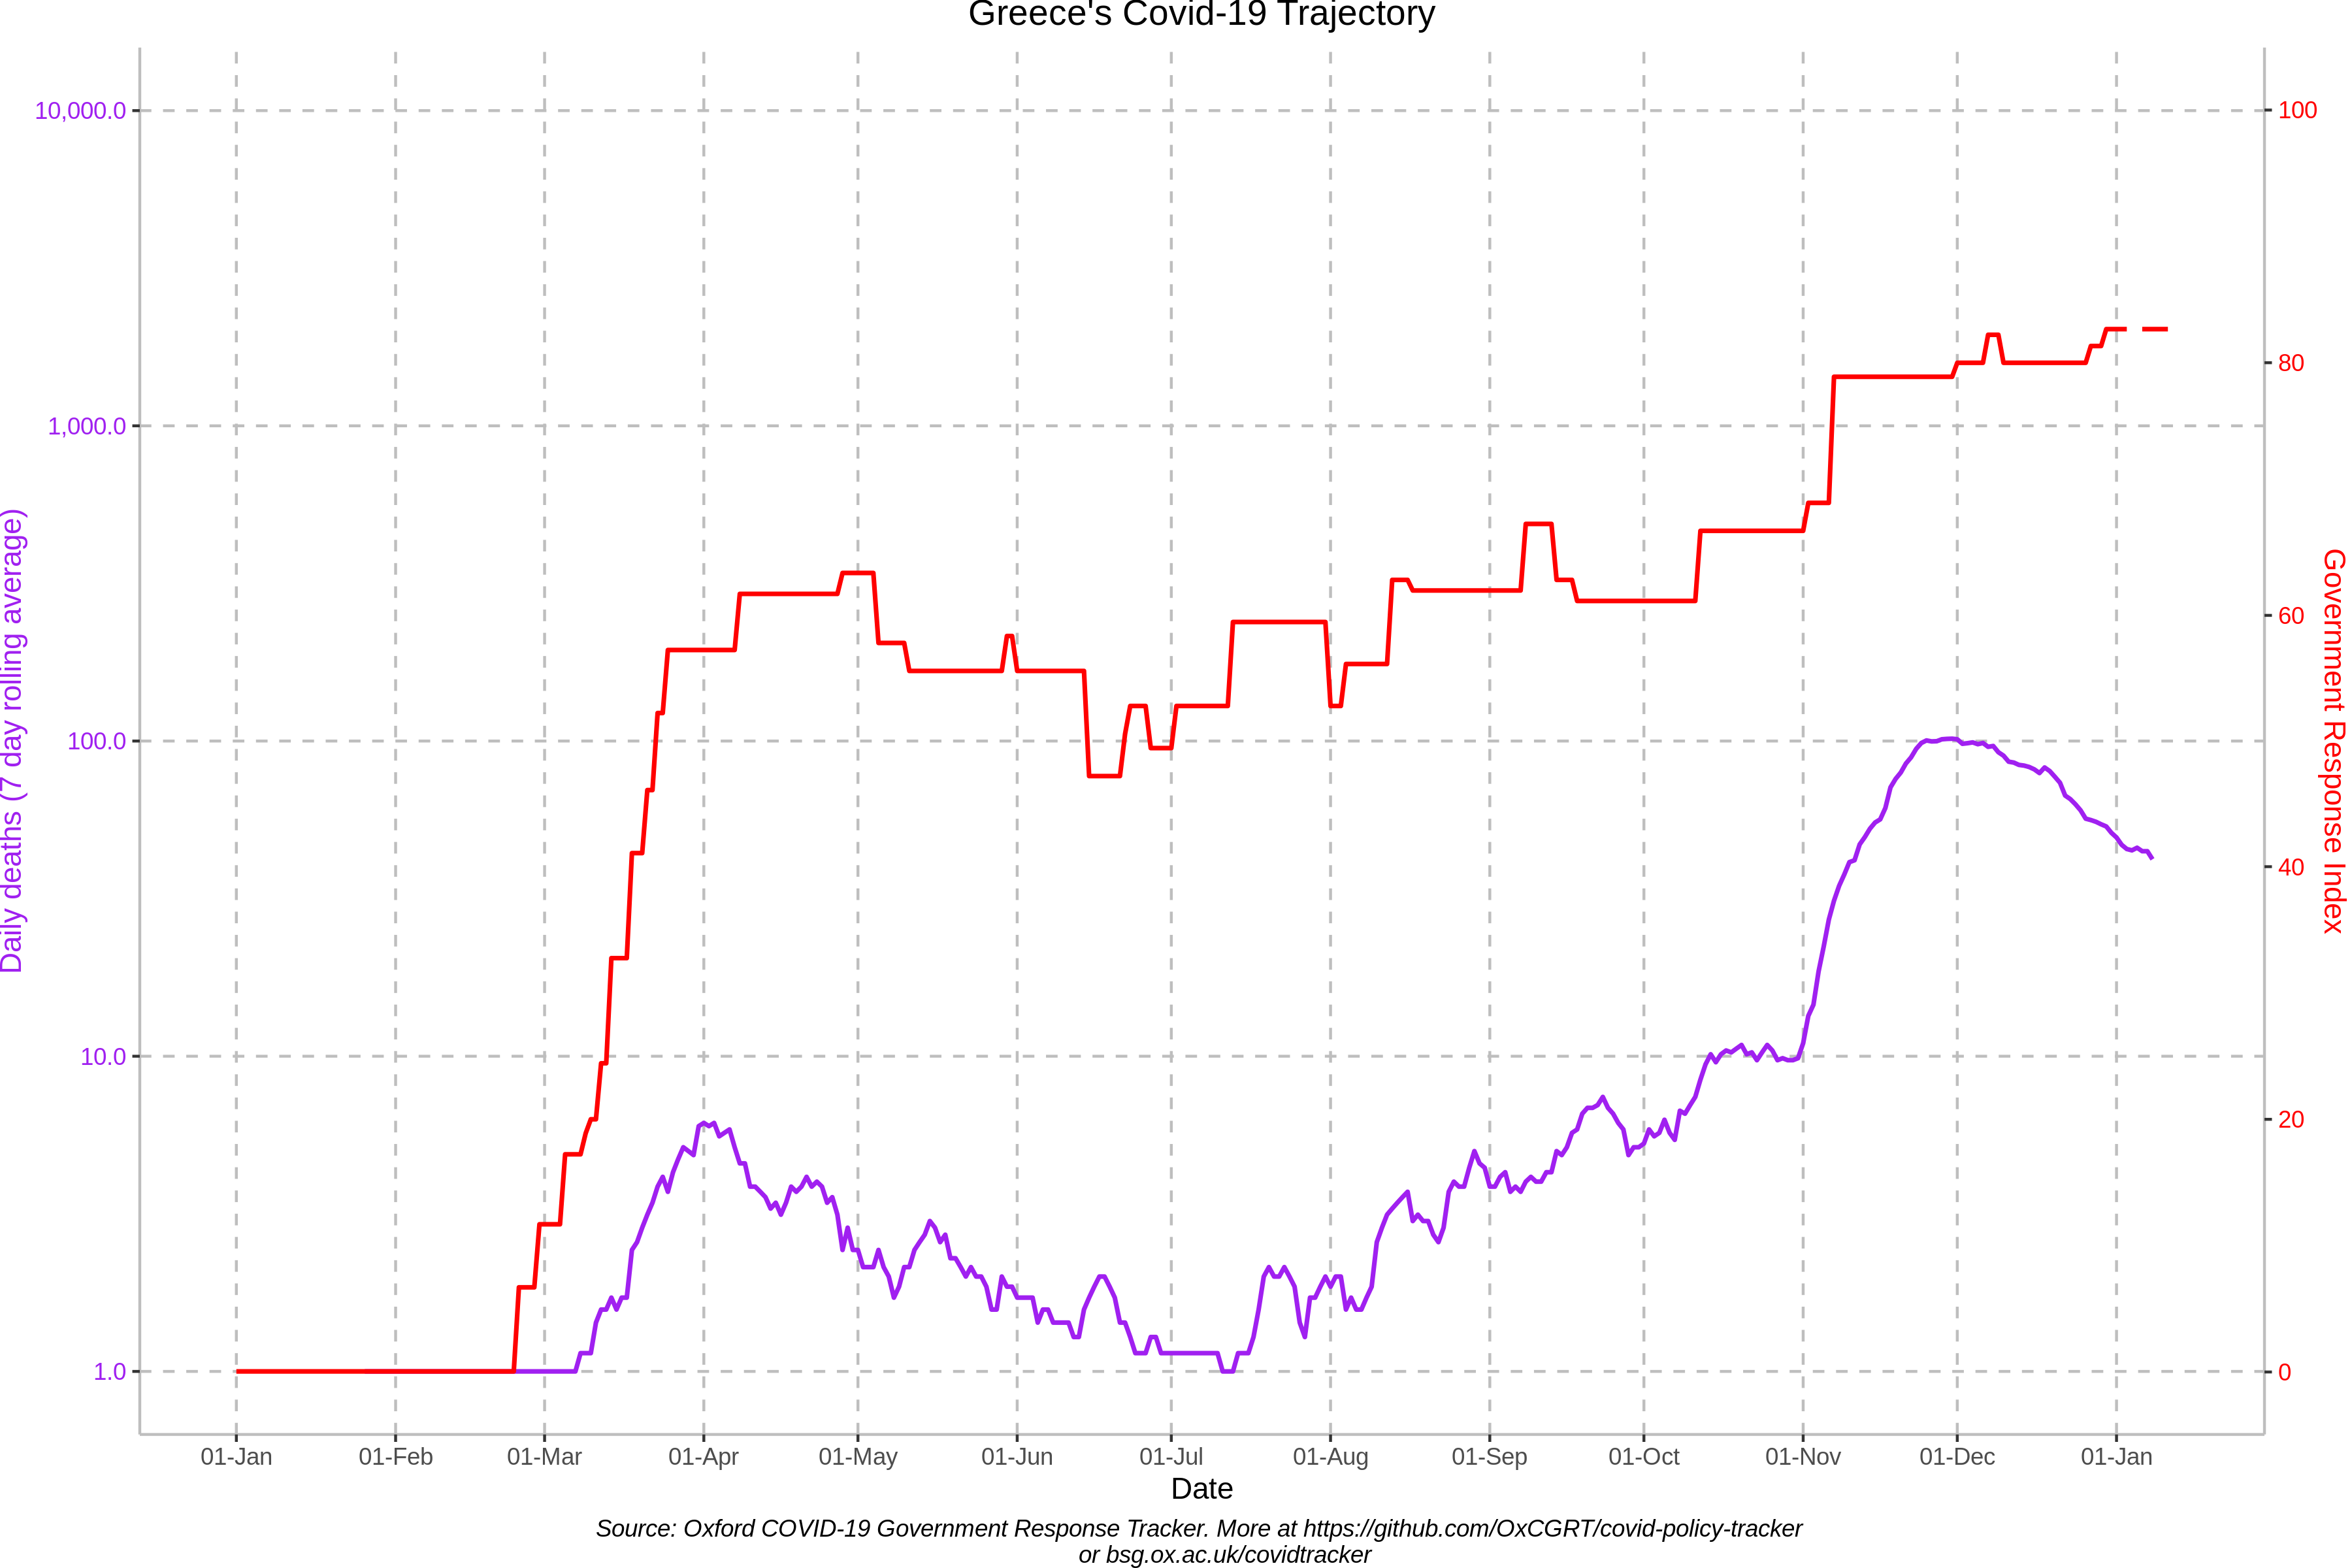 Greece's Covid-19 Trajectory
10,000.0
1,000.0
100.0
10.0
1.0
Daily deaths (7 day rolling average)
100
80
60
40
20
0
Government Response Index
01-Jan
01-Feb
01-Mar
01-Apr
01-May
01-Jun
01-Jul
01-Aug
01-Sep
01-Oct
01-Nov
01-Dec
01-Jan
Date
Source: Oxford COVID-19 Government Response Tracker. More at https://github.com/OxCGRT/covid-policy-tracker
or bsg.ox.ac.uk/covidtracker